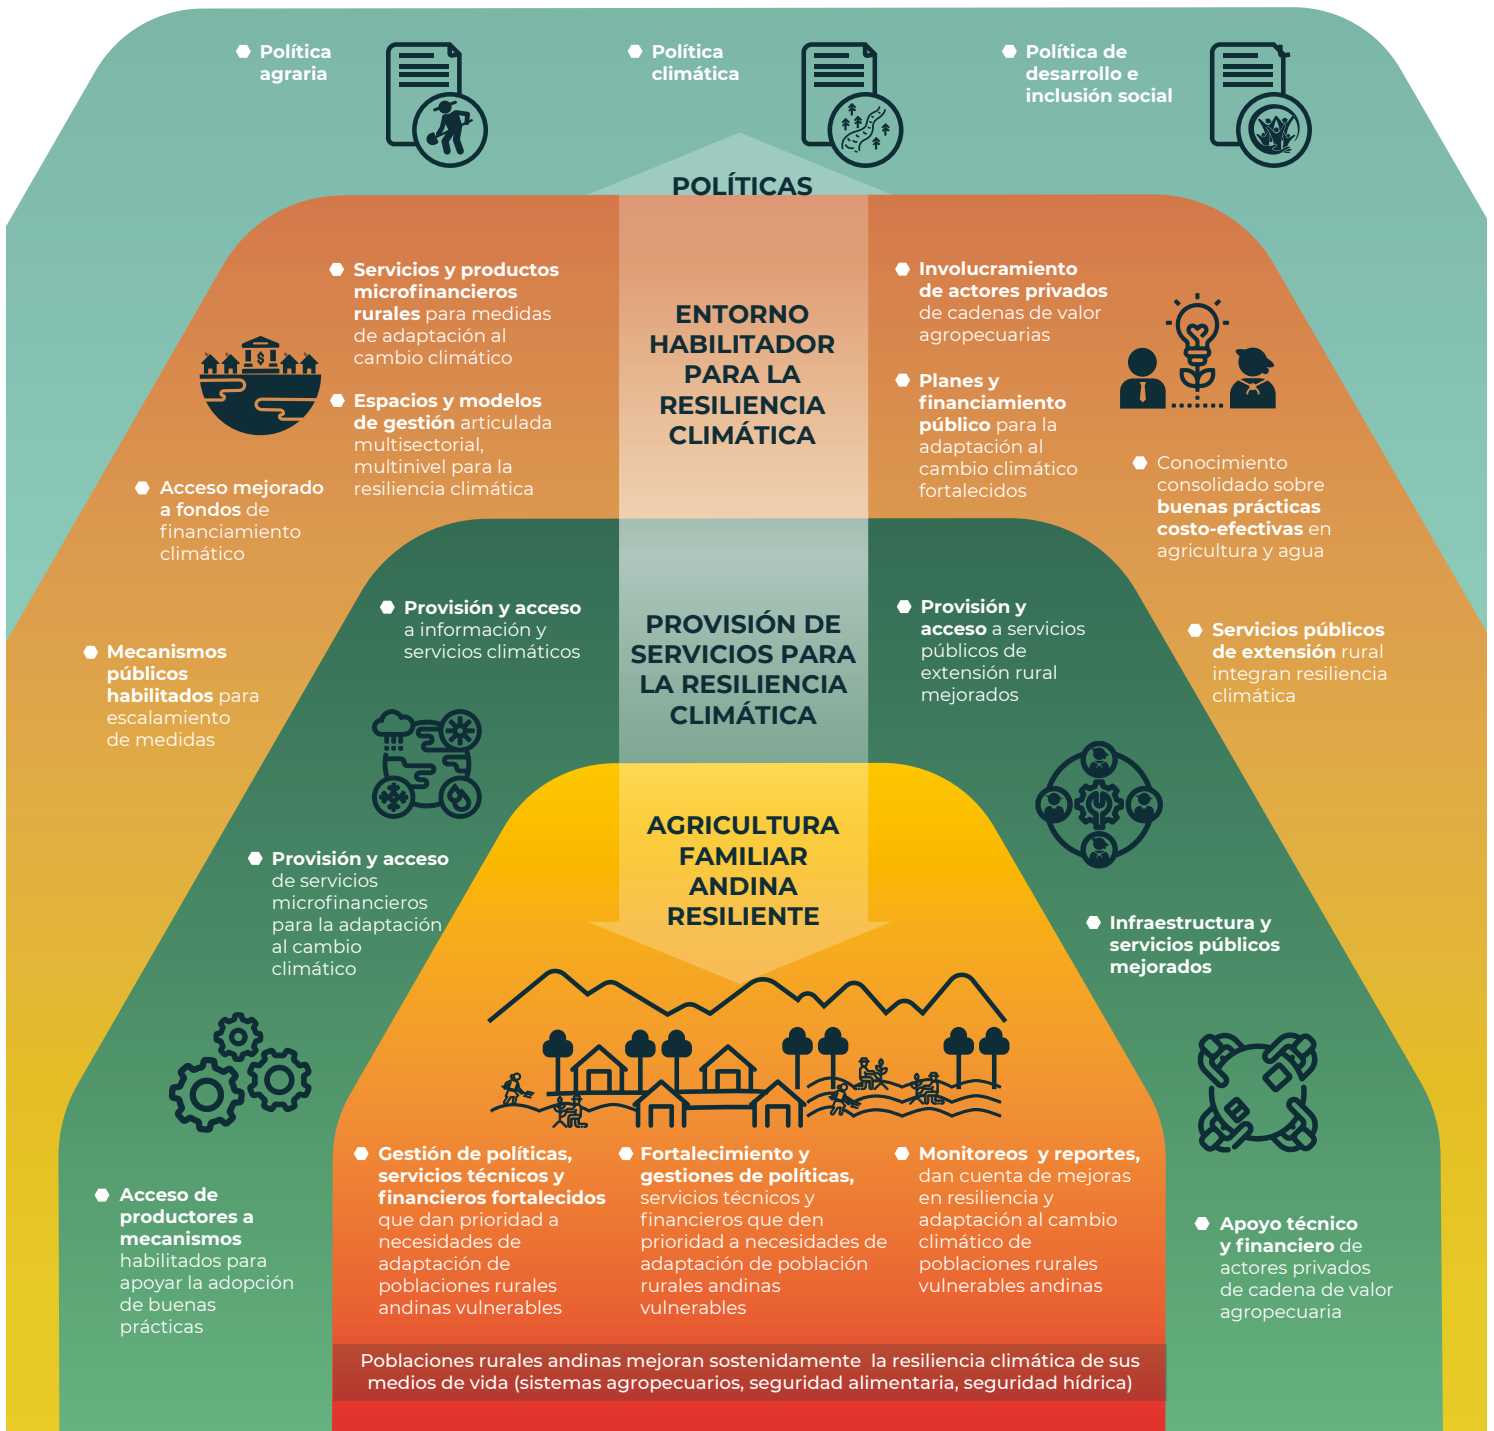 Política
agraria
Política
climática
Política de
desarrollo e
inclusión social
POLÍTICAS
Servicios y productos
microfinancieros
rurales para medidas
de adaptación al
cambio climático
Espacios y modelos
de gestión articulada
multisectorial,
multinivel para la
resiliencia climática
Acceso mejorado
a fondos de
financiamiento
climático
Mecanismos
públicos
habilitados para
escalamiento
de medidas
ENTORNO
HABILITADOR
PARA LA
RESILIENCIA
CLIMÁTICA
Involucramiento
de actores privados
de cadenas de valor
agropecuarias
Planes y
financiamiento
público para la
adaptación al
cambio climático
fortalecidos
Conocimiento
consolidado sobre
buenas prácticas
costo-efectivas en
agricultura y agua
Servicios públicos
de extensión rural
integran resiliencia
climática
Provisión y acceso
a información y
servicios climáticos
Provisión y acceso
de servicios
microfinancieros
para la adaptación
al cambio
climático
Acceso de
productores a
mecanismos
habilitados para
apoyar la adopción
de buenas
prácticas
PROVISIÓN DE
SERVICIOS PARA
LA RESILIENCIA
CLIMÁTICA
Provisión y
acceso a servicios
públicos de
extensión rural
mejorados
Infraestructura y
servicios públicos
mejorados
Apoyo técnico
y financiero de
actores privados
de cadena de valor
agropecuaria
AGRICULTURA
FAMILIAR
ANDINA
RESILIENTE
Gestión de políticas,
servicios técnicos y
financieros fortalecidos
que dan prioridad a
necesidades de
adaptación de
poblaciones rurales
andinas vulnerables
Fortalecimiento y
gestiones de políticas,
servicios técnicos y
financieros que den
prioridad a necesidades de
adaptación de población
rurales andinas
vulnerables
Monitoreos y reportes,
dan cuenta de mejoras
en resiliencia y
adaptación al cambio
climático de
poblaciones rurales
vulnerables andinas
Poblaciones rurales andinas mejoran sostenidamente la resiliencia climática de sus
medios de vida (sistemas agropecuarios, seguridad alimentaria, seguridad hídrica)